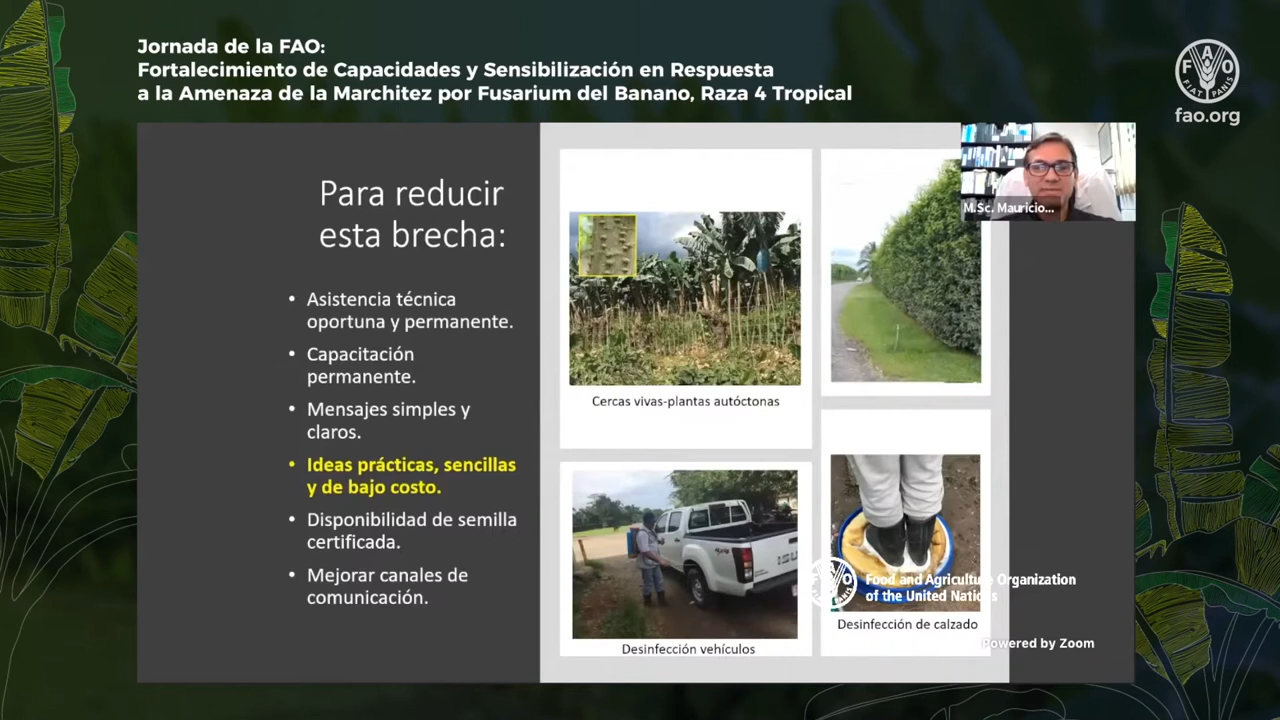 Jornada de la FAO:
Fortalecimiento de Capacidades y Sensibilización en Respuesta
a la Amenaza de la Marchitez por Fusarium del Banano, Raza 4 Tropical
FAO
FIAT PANIS
fao.org
Para reducir
esta brecha:
• Asistencia técnica
oportuna y permanente.
• Capacitación
permanente.
• Mensajes simples y
claros.
• Ideas prácticas, sencillas
y de bajo costo.
• Disponibilidad de semilla
certificada.
• Mejorar canales de
comunicación.
M.Sc. Mauricio...
Cercas vivas-plantas autóctonas
Desinfección vehículos
Desinfección de calzado
Food and Agriculture Organization
of the United Nations
Powered by Zoom